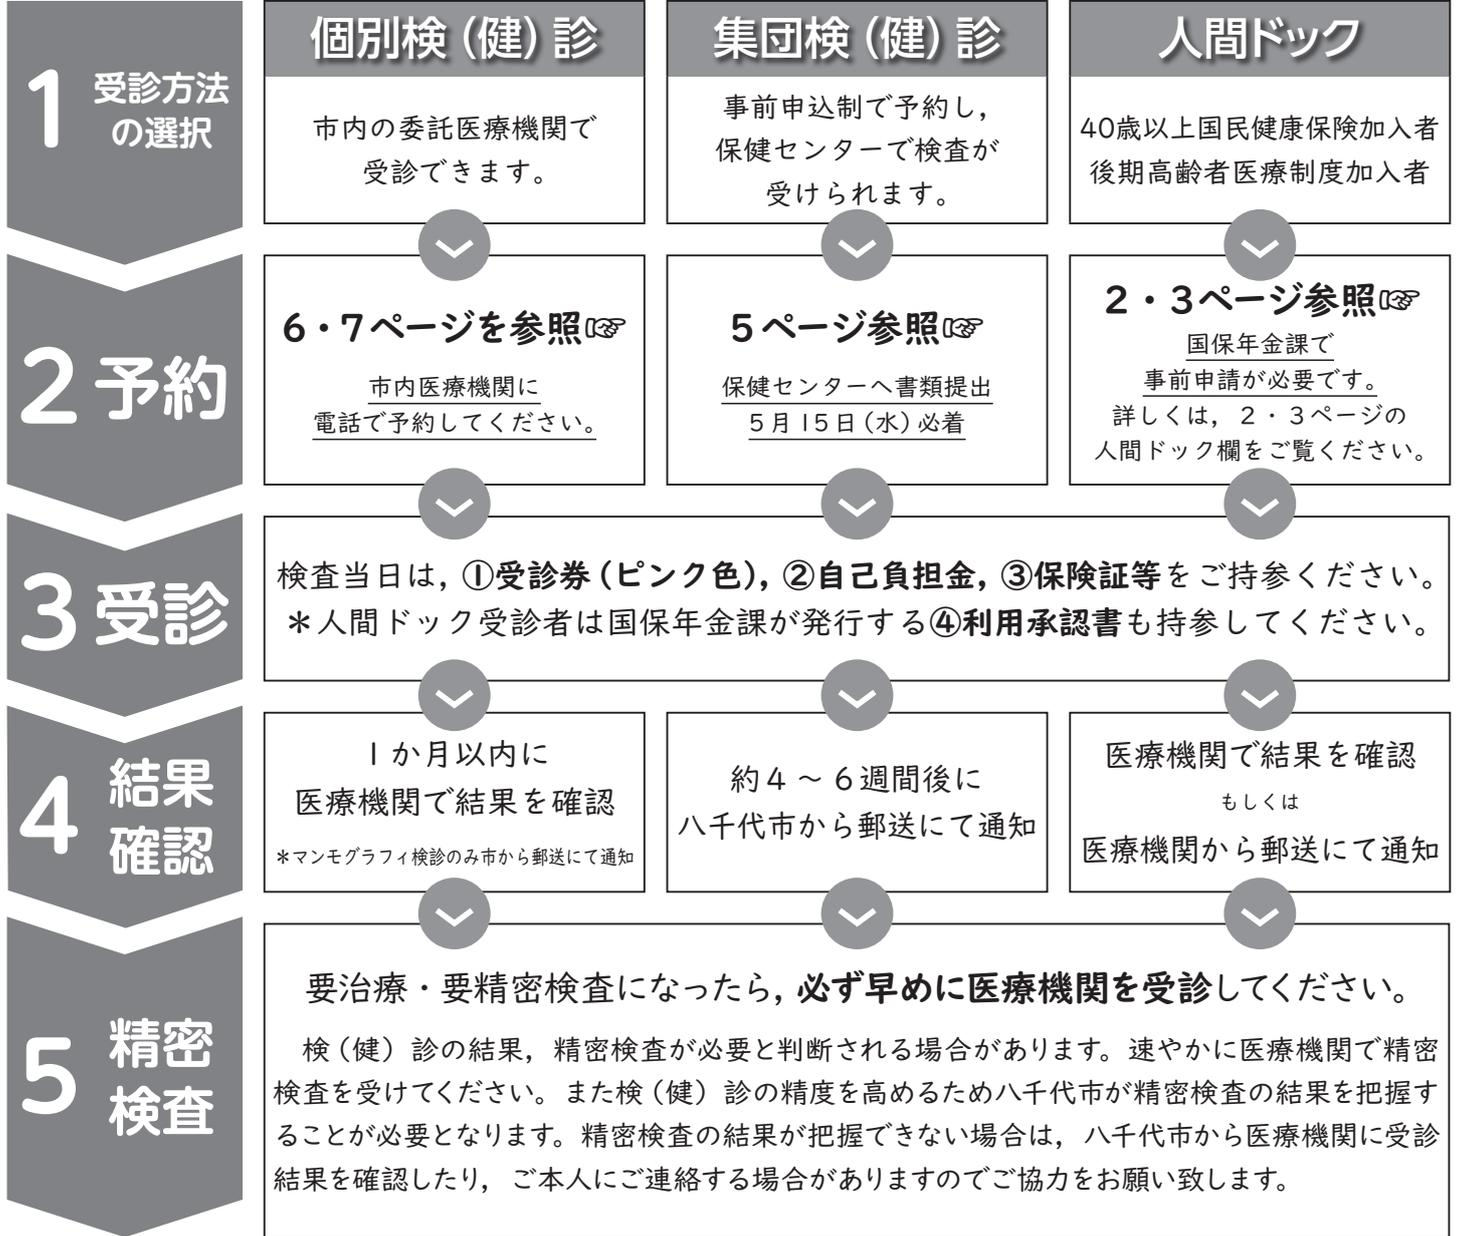 1 受診方法
の選択
個別検（健）診
市内の委託医療機関で
受診できます。
集団検（健）診
事前申込制で予約し，
保健センターで検査が
受けられます。
人間ドック
40歳以上国民健康保険加入者
後期高齢者医療制度加入者
2 予約
6・7ページを参照☞
市内医療機関に
電話で予約してください。
5ページ参照☞
保健センターへ書類提出
5月15日（水）必着
2・3ページ参照☞
国保年金課で
事前申請が必要です。
詳しくは，2・3ページの
人間ドック欄をご覧ください。
3 受診
検査当日は，①受診券（ピンク色），②自己負担金，③保険証等をご持参ください。
＊人間ドック受診者は国保年金課が発行する④利用承認書も持参してください。
4 結果
確認
1か月以内に
医療機関で結果を確認
＊マンモグラフィ検診のみ市から郵送にて通知
約4～6週間後に
八千代市から郵送にて通知
医療機関で結果を確認
もしくは
医療機関から郵送にて通知
5 精密
検査
要治療・要精密検査になったら，必ず早めに医療機関を受診してください。
検（健）診の結果，精密検査が必要と判断される場合があります。速やかに医療機関で精密
検査を受けてください。また検（健）診の精度を高めるため八千代市が精密検査の結果を把握す
ることが必要となります。精密検査の結果が把握できない場合は，八千代市から医療機関に受診
結果を確認したり，ご本人にご連絡する場合がありますのでご協力をお願い致します。